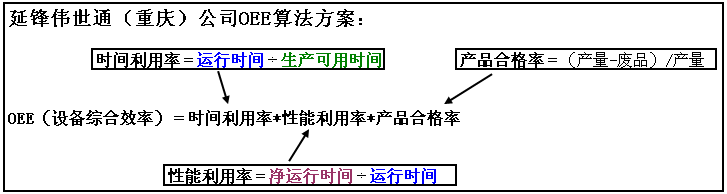 延锋伟世通（重庆）公司OEE算法方案：
时间利用率＝运行时间÷生产可用时间
产品合格率＝（产量-废品）/产量
OEE（设备综合效率）＝时间利用率*性能利用率*产品合格率
性能利用率＝净运行时间÷运行时间